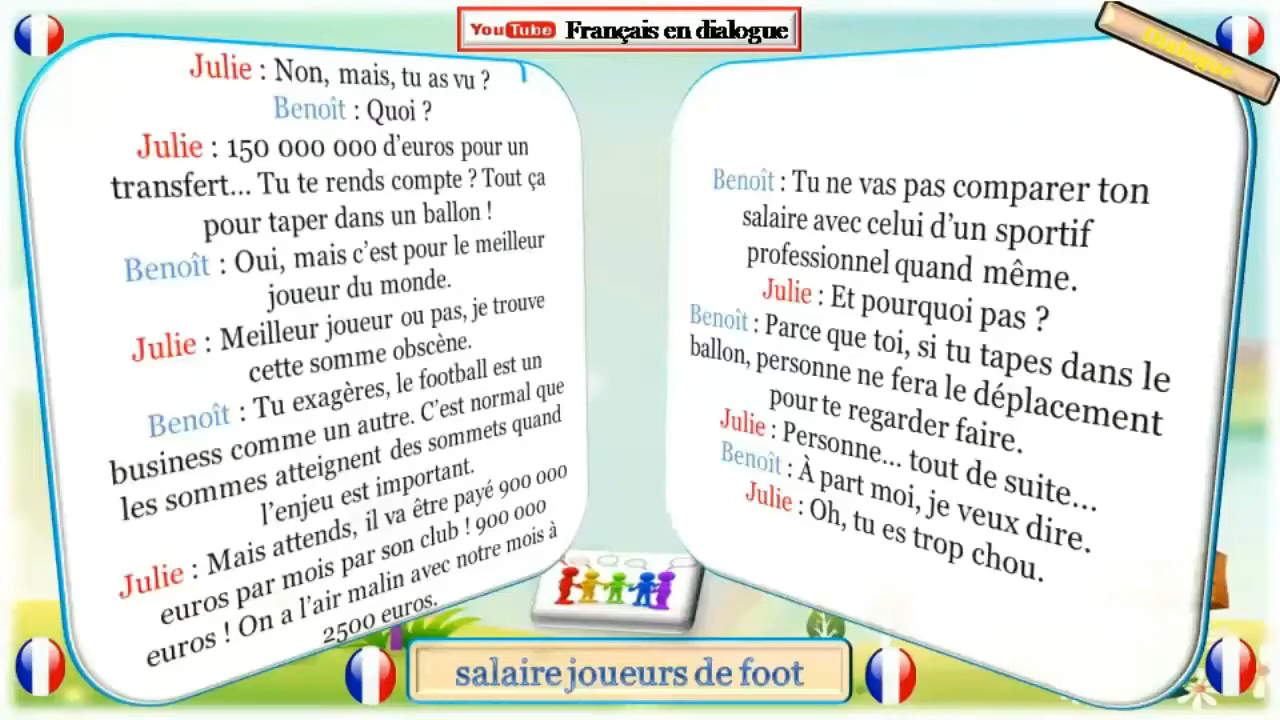 YouTube Français en dialogue
Dialogue
Julie : Non, mais, tu as vu ?
Benoît : Quoi ?
Julie : 150 000 000 d'euros pour un
transfert... Tu te rends compte ? Tout ça
pour taper dans un ballon !
Benoît : Oui, mais c'est pour le meilleur
joueur du monde.
Julie : Meilleur joueur ou pas, je trouve
cette somme obscène.
Benoît : Tu exagères, le football est un
business comme un autre. C'est normal que
les sommes atteignent des sommets quand
l'enjeu est important.
Julie : Mais attends, il va être payé 900 000
euros par mois par son club ! 900 000
euros ! On a l'air malin avec notre mois à
2500 euros.
Benoît : Tu ne vas pas comparer ton
salaire avec celui d'un sportif
professionnel quand même.
Julie : Et pourquoi pas ?
Benoît : Parce que toi, si tu tapes dans le
ballon, personne ne fera le déplacement
pour te regarder faire.
Julie : Personne... tout de suite...
Benoît : À part moi, je veux dire.
Julie : Oh, tu es trop chou.
salaire joueurs de foot